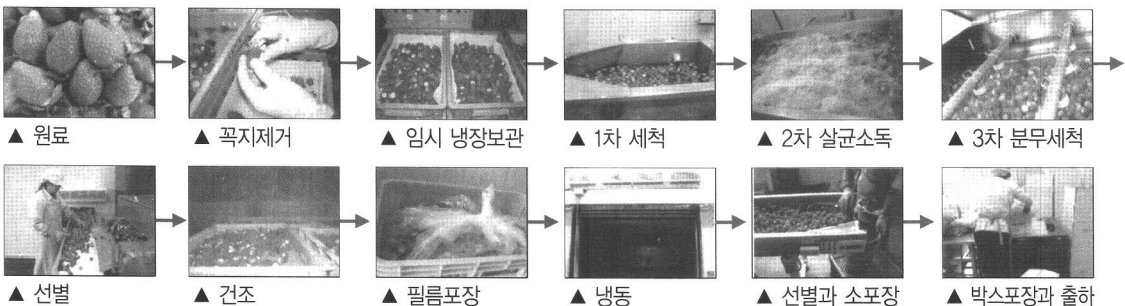 ▲ 원료
▲ 꼭지제거
▲ 임시 냉장보관
▲ 1차 세척
▲ 2차 살균소독
▲ 3차 분무세척
▲ 선별
▲ 건조
▲ 필름포장
▲ 냉동
▲ 선별과 소포장
▲ 박스포장과 출하